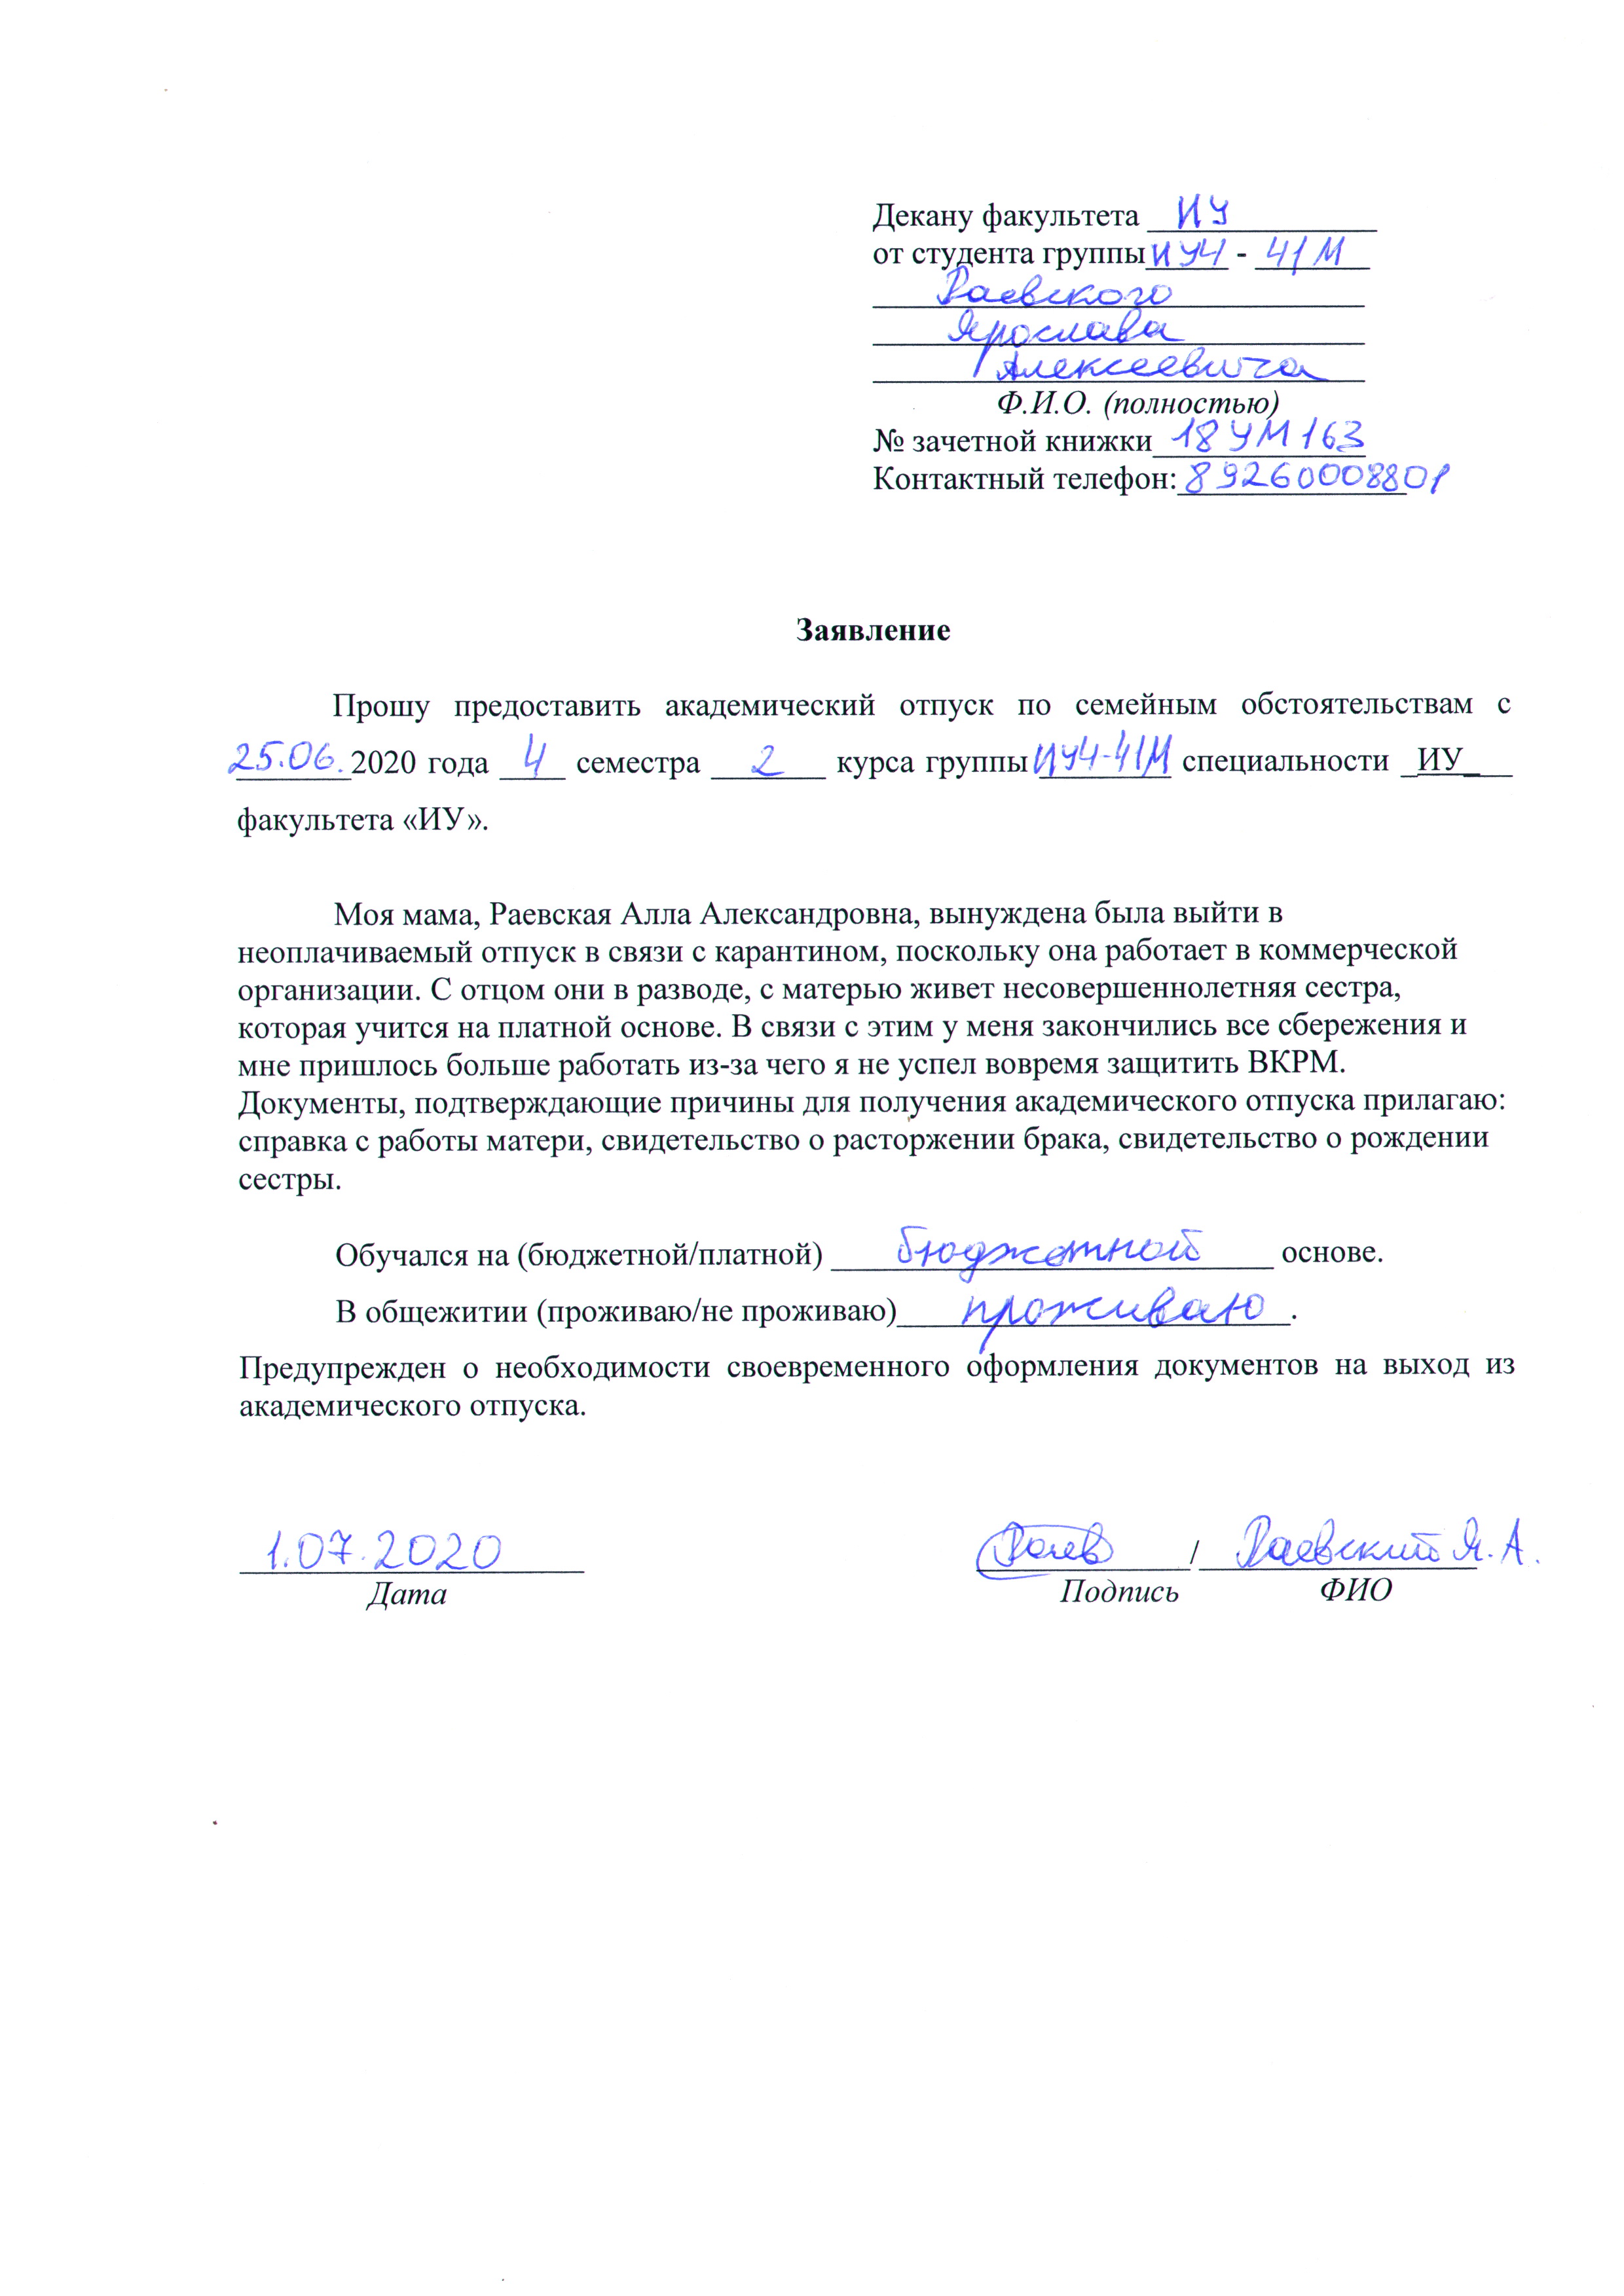 Декану факультета ИУ
от студента группы ИУ4 - 41М
Раевского
Ярослава
Алексеевича
Ф.И.О. (полностью)
№ зачетной книжки 18УМ163
Контактный телефон: 89260008801
Заявление
Прошу предоставить академический отпуск по семейным обстоятельствам с
25.06.2020 года 4 семестра 2 курса группы ИУ4-41М специальности _ИУ_
факультета «ИУ».
Моя мама, Раевская Алла Александровна, вынуждена была выйти в
неоплачиваемый отпуск в связи с карантином, поскольку она работает в коммерческой
организации. С отцом они в разводе, с матерью живет несовершеннолетняя сестра,
которая учится на платной основе. В связи с этим у меня закончились все сбережения и
мне пришлось больше работать из-за чего я не успел вовремя защитить ВКРМ.
Документы, подтверждающие причины для получения академического отпуска прилагаю:
справка с работы матери, свидетельство о расторжении брака, свидетельство о рождении
сестры.
Обучался на (бюджетной/платной) бюджетной основе.
В общежитии (проживаю/не проживаю) проживаю.
Предупрежден о необходимости своевременного оформления документов на выход из
академического отпуска.
1.07.2020 Раев / Раевский Я.А.
Дата Подпись ФИО